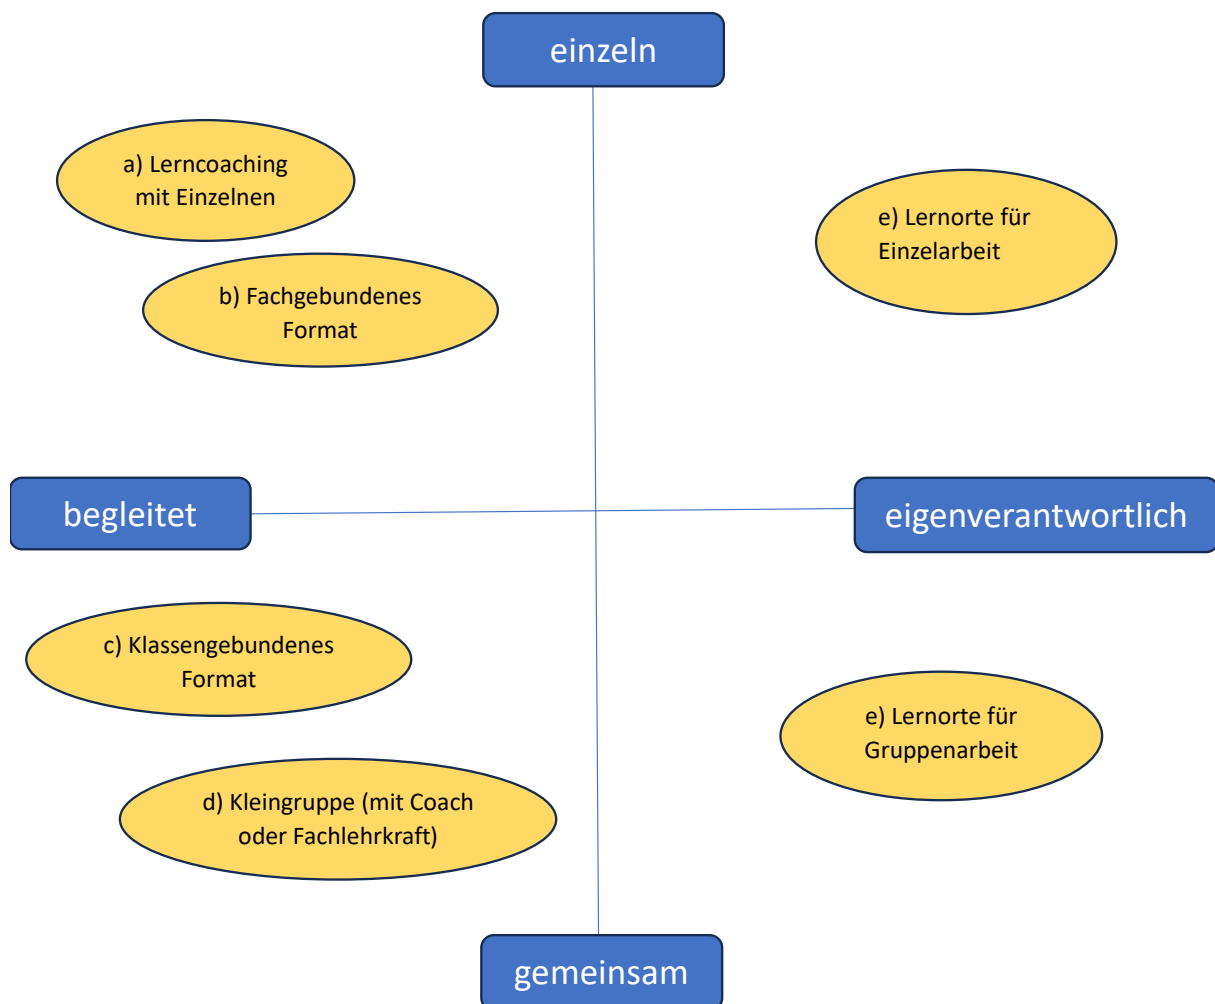 einzeln
a) Lerncoaching
mit Einzelnen
e) Lernorte für
Einzelarbeit
b) Fachgebundenes
Format
begleitet
eigenverantwortlich
c) Klassengebundenes
Format
e) Lernorte für
Gruppenarbeit
d) Kleingruppe (mit Coach
oder Fachlehrkraft)
gemeinsam